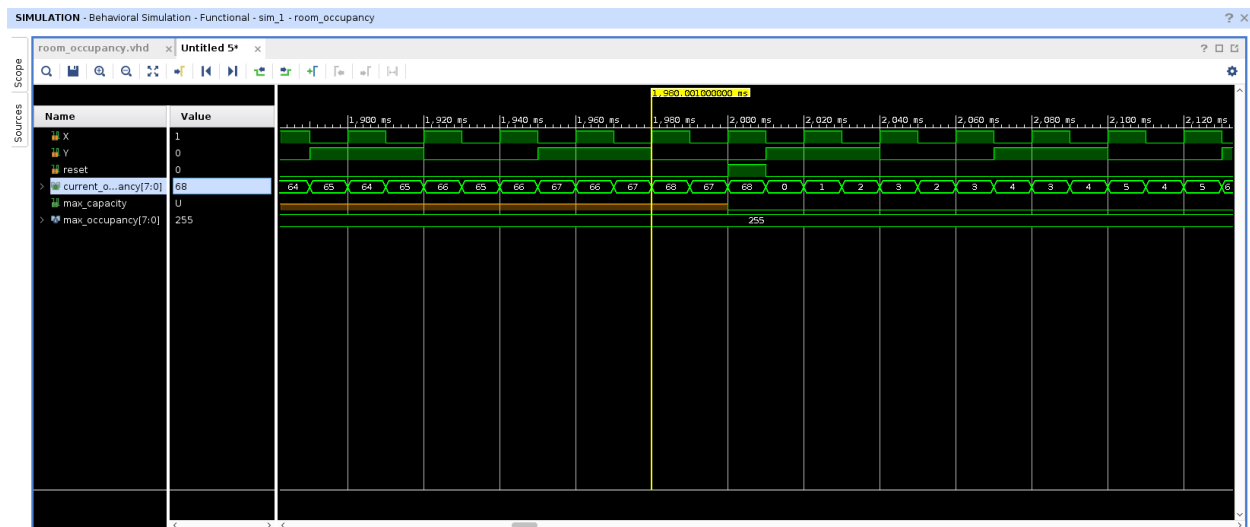 SIMULATION - Behavioral Simulation - Functional - sim_1 - room_occupancy ? ×
room_occupancy.vhd × Untitled 5* × ?
Scope
Sources
1,980.001000000 ms
Name Value
1,900 ms 1,920 ms 1,940 ms 1,960 ms 1,980 ms 2,000 ms 2,020 ms 2,040 ms 2,060 ms 2,080 ms 2,100 ms 2,120 ms
X 1
Y 0
reset 0
current_o...ancy[7:0] 68 64 65 64 65 66 65 66 67 66 67 68 67 68 0 1 2 3 2 3 4 3 4 5 4 5 6
max_capacity U
max_occupancy[7:0] 255 255